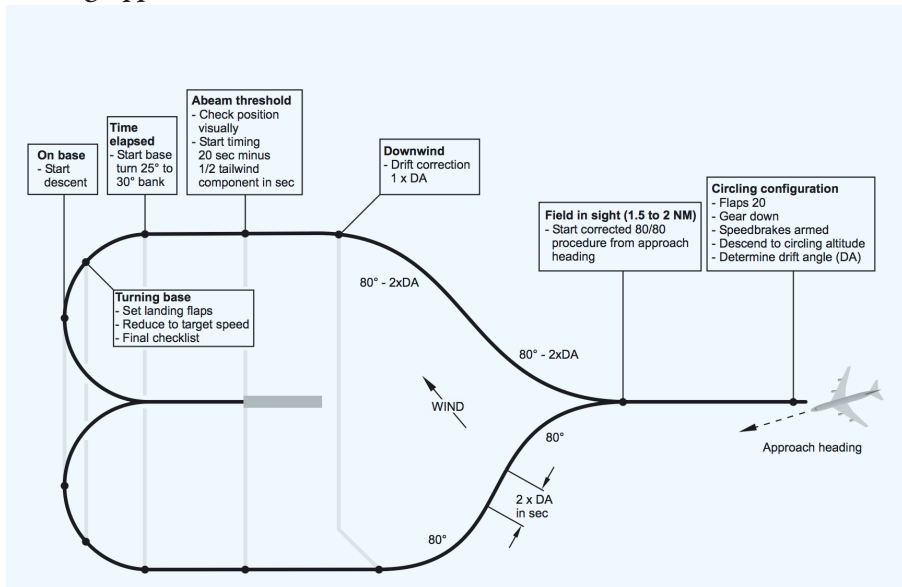 Abeam threshold
- Check position
visually
- Start timing
20 sec minus
1/2 tailwind
component in sec
Time
elapsed
- Start base
turn 25° to
30° bank
On base
- Start
descent
Downwind
- Drift correction
1 x DA
Circling configuration
- Flaps 20
- Gear down
- Speedbrakes armed
- Descend to circling altitude
- Determine drift angle (DA)
Field in sight (1.5 to 2 NM)
- Start corrected 80/80
procedure from approach
heading
80° - 2xDA
Turning base
- Set landing flaps
- Reduce to target speed
- Final checklist
80° - 2xDA
WIND
80°
Approach heading
2 x DA
in sec
80°